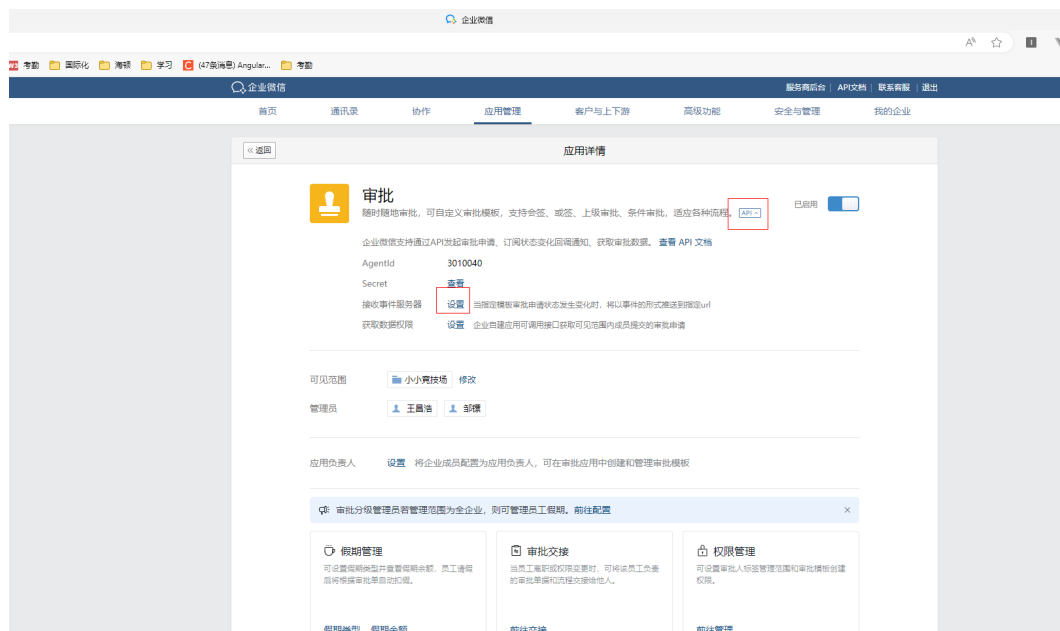 企业微信
考勤 国际化 海顿 学习 (47条消息) Angular... 考勤
企业微信 服务商后台 | API文档 | 联系客服 | 退出
首页 通讯录 协作 应用管理 客户与上下游 高级功能 安全与管理 我的企业
« 返回 应用详情
审批
随时随地审批，可自定义审批模板，支持会签、或签、上级审批、条件审批，适应各种流程。 API 已启用
企业微信支持通过API发起审批申请、订阅状态变化回调通知、获取审批数据。 查看 API 文档
AgentId 3010040
Secret 查看
接收事件服务器 设置 当指定模板审批申请状态发生变化时，将以事件的形式推送到指定url
获取数据权限 设置 企业自建应用可调用接口获取可见范围内成员提交的审批申请
可见范围 小小竞技场 修改
管理员 王昌浩 邹镖
应用负责人 设置 将企业成员配置为应用负责人，可在审批应用中创建和管理审批模板
审批分级管理员若管理范围为全企业，则可管理员工假期。前往配置
假期管理 审批交接 权限管理
可设置假期类型并查看假期余额，员工请假 当员工离职或权限变更时，可将该员工负责 可设置审批人标签管理范围和审批模板创建
后将根据审批单自动扣假。 的审批单据和流程交接给他人。 权限。
假期类型 假期余额 前往交接 前往管理